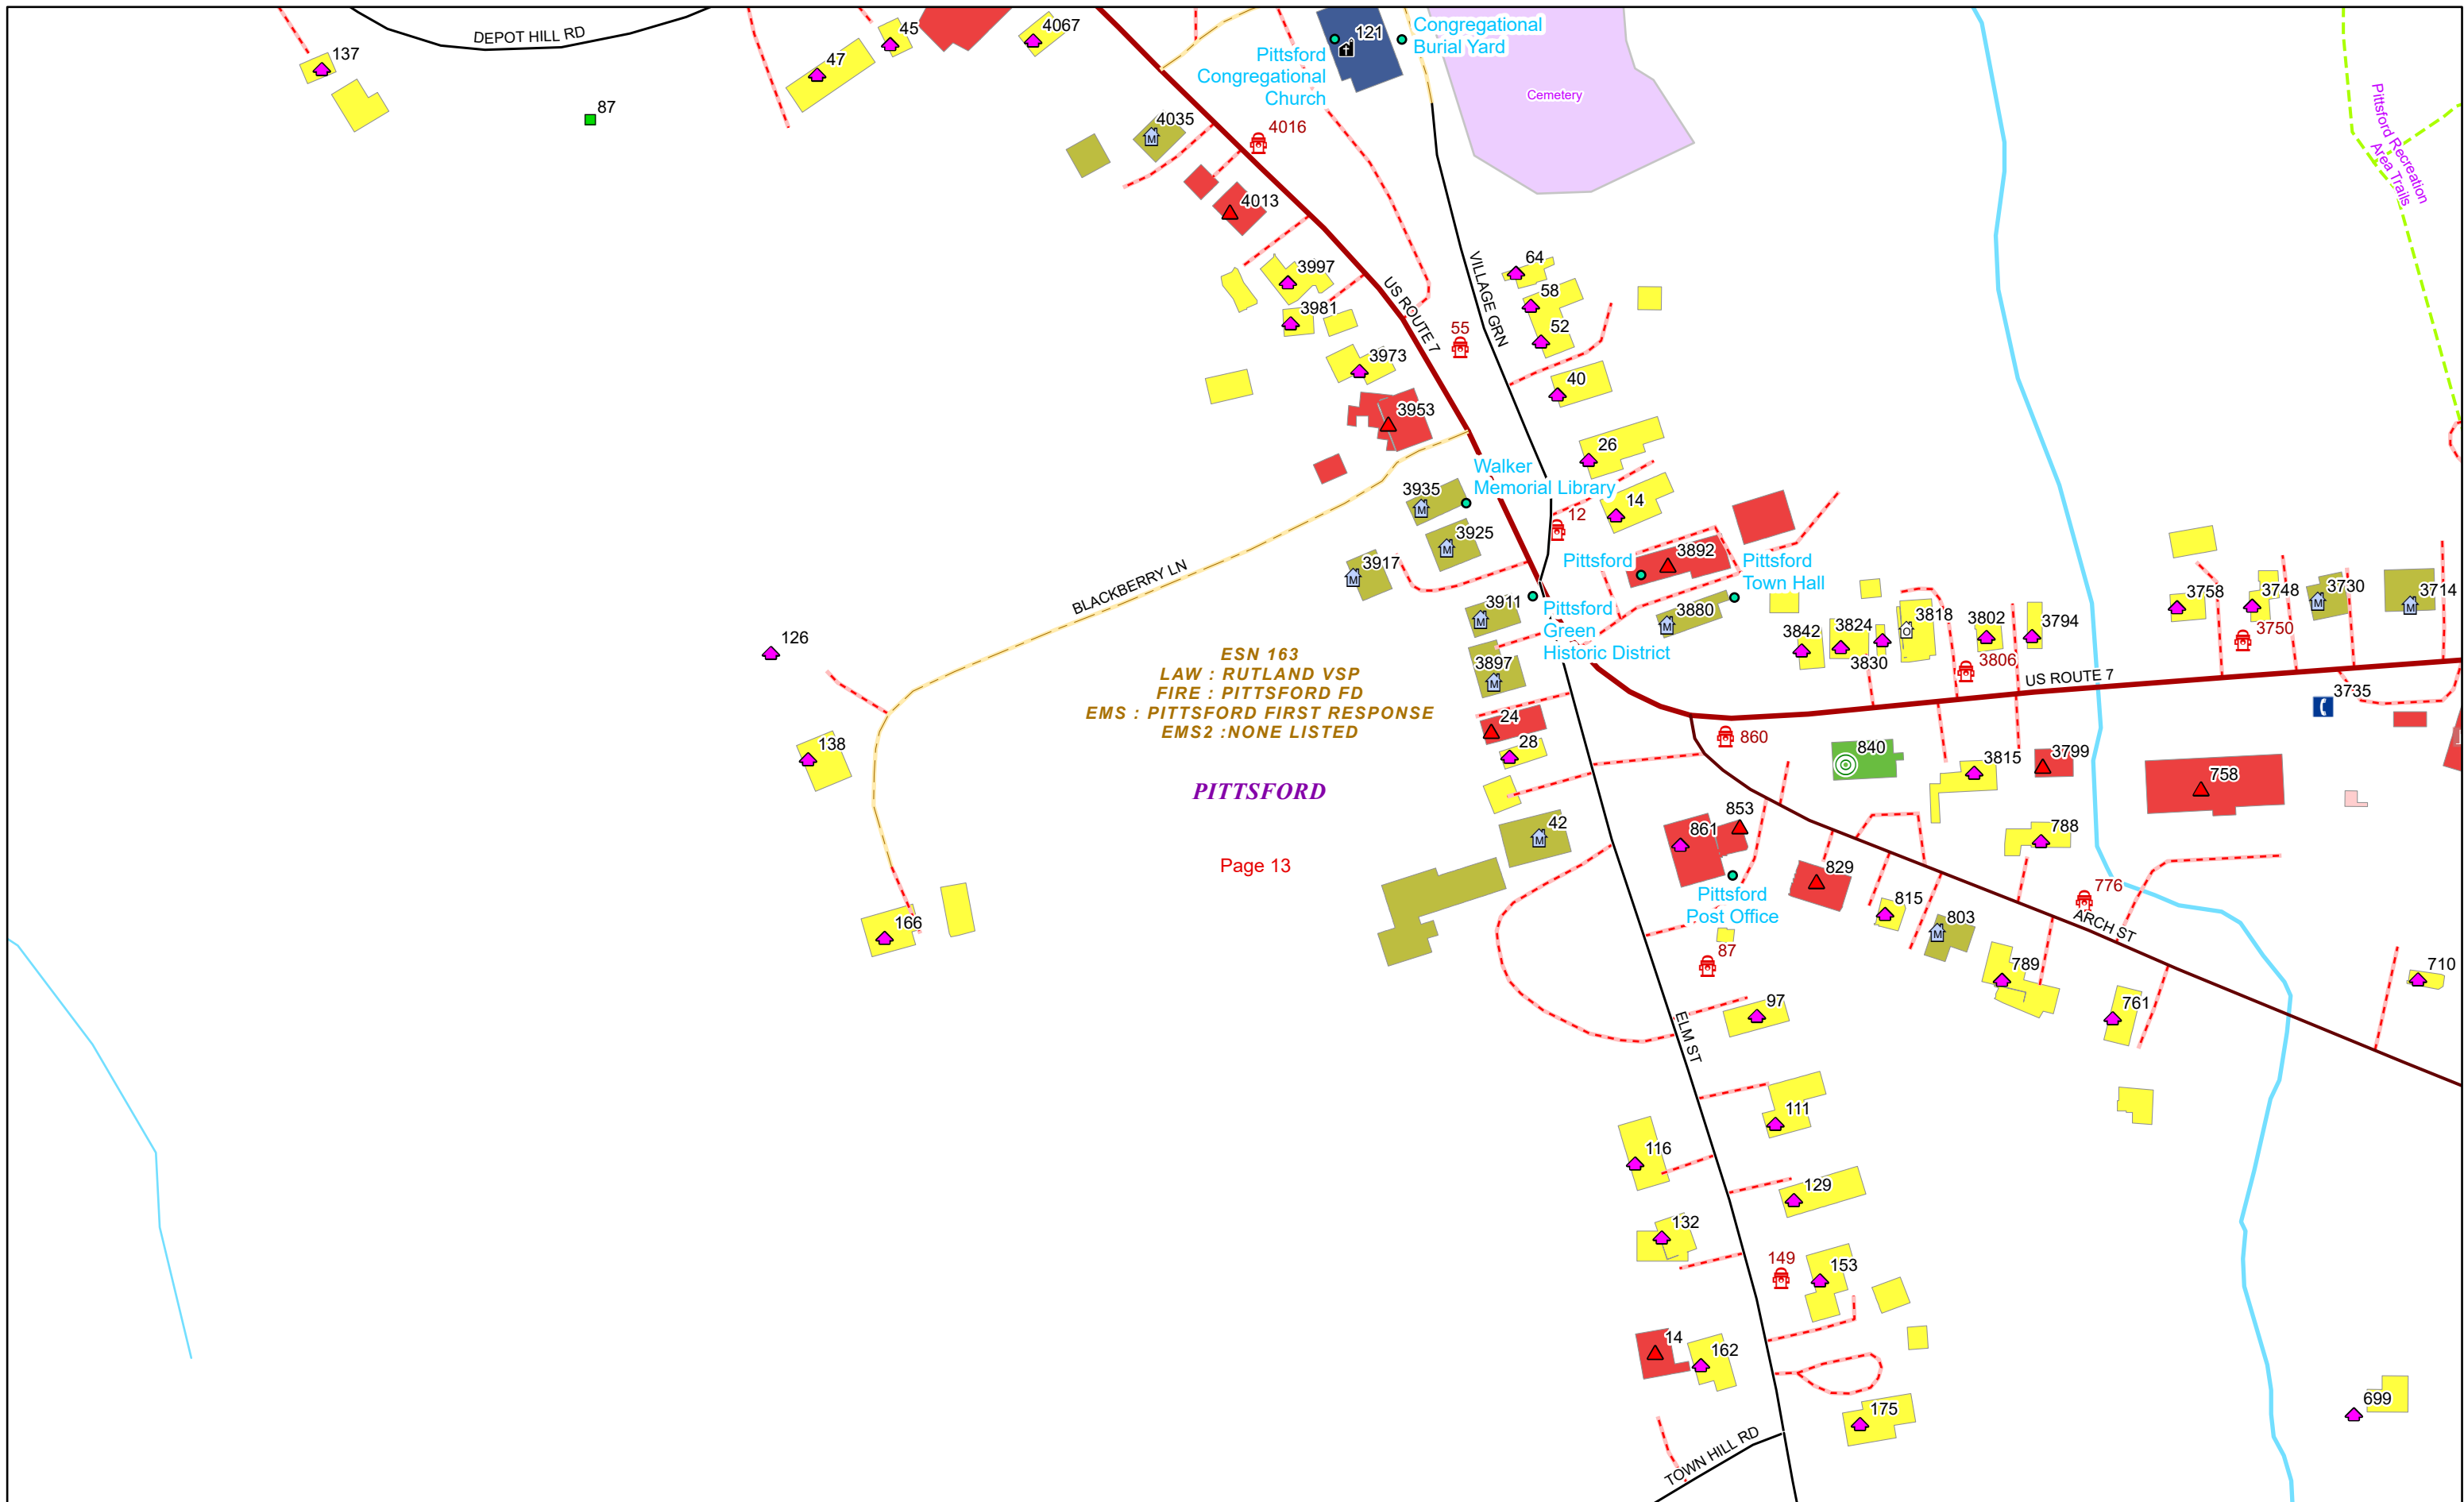 DEPOT HILL RD
137
87
47
45
4067
121
Pittsford
Congregational
Church
Congregational
Burial Yard
Cemetery
Pittsford Recreation
Area Trails
4035
4016
4013
3997
3981
3973
3953
US ROUTE 7
VILLAGE GRN
55
64
58
52
40
26
14
12
Walker
Memorial Library
3935
3925
3917
3911
3897
BLACKBERRY LN
Pittsford
3892
Pittsford
Town Hall
3880
Pittsford
Green
Historic District
3842
3824
3830
3818
3802
3794
3806
3758
3748
3730
3714
3750
US ROUTE 7
3735
126
138
166
ESN 163
LAW : RUTLAND VSP
FIRE : PITTSFORD FD
EMS : PITTSFORD FIRST RESPONSE
EMS2 :NONE LISTED
PITTSFORD
Page 13
24
28
42
860
840
3815
3799
758
861
853
829
788
776
815
803
789
761
710
ARCH ST
Pittsford
Post Office
87
97
ELM ST
111
116
129
132
149
153
14
162
175
699
TOWN HILL RD